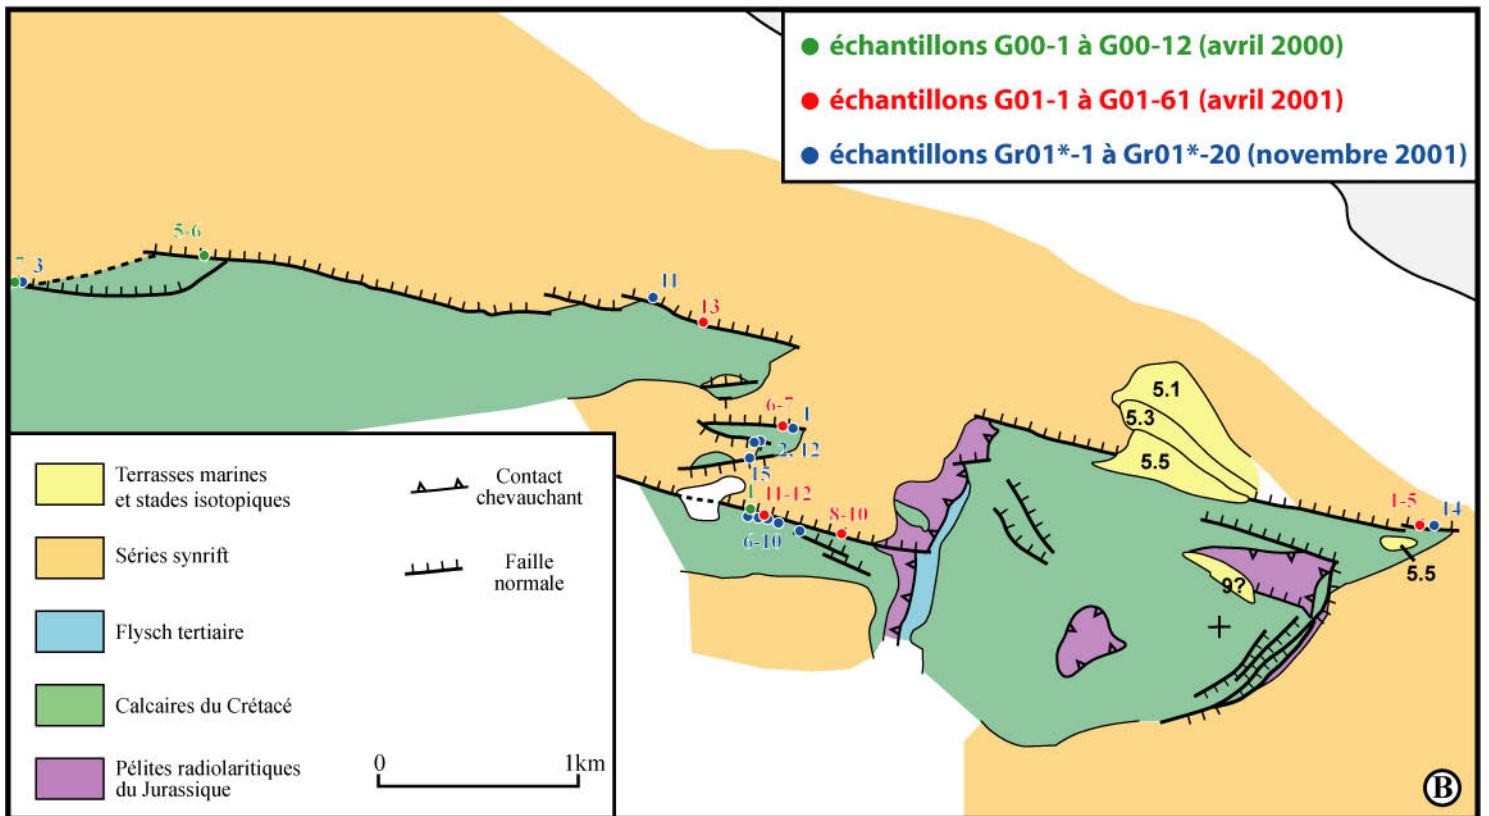 échantillons G00-1 à G00-12 (avril 2000)
échantillons G01-1 à G01-61 (avril 2001)
échantillons Gr01*-1 à Gr01*-20 (novembre 2001)
5-6
7 3
11
13
5.1
5.3
5.5
6-7 1
2, 12
15
1 11-12
8-10
6-10
1-5 14
5.5
9?
Terrasses marines
et stades isotopiques
Séries synrift
Flysch tertiaire
Calcaires du Crétacé
Pélites radiolaritiques
du Jurassique
Contact
chevauchant
Faille
normale
0 1km
B